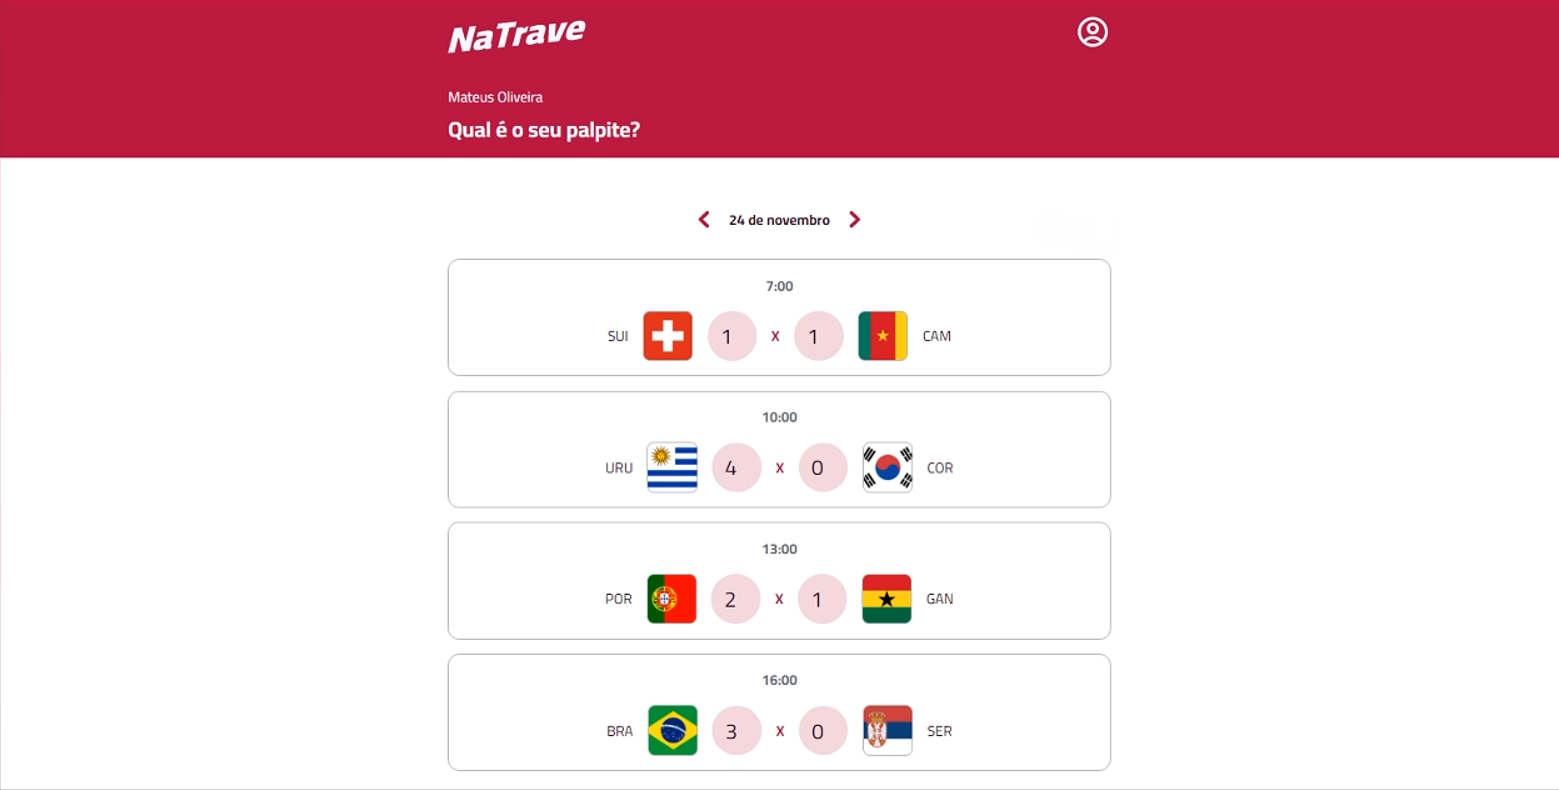 NaTrave
Mateus Oliveira
Qual é o seu palpite?
24 de novembro
7:00
SUI 1 x 1 CAM
10:00
URU 4 x 0 COR
13:00
POR 2 x 1 GAN
16:00
BRA 3 x 0 SER